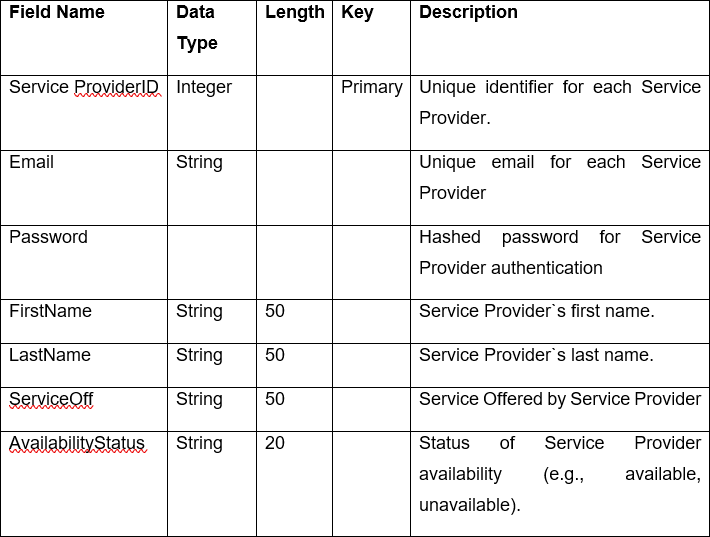 Field Name Data Length Key Description
Type
Service ProviderID Integer Primary Unique identifier for each Service
Provider.
Email String Unique email for each Service
Provider
Password Hashed password for Service
Provider authentication
FirstName String 50 Service Provider`s first name.
LastName String 50 Service Provider`s last name.
ServiceOff String 50 Service Offered by Service Provider
AvailabilityStatus String 20 Status of Service Provider
availability (e.g., available,
unavailable).